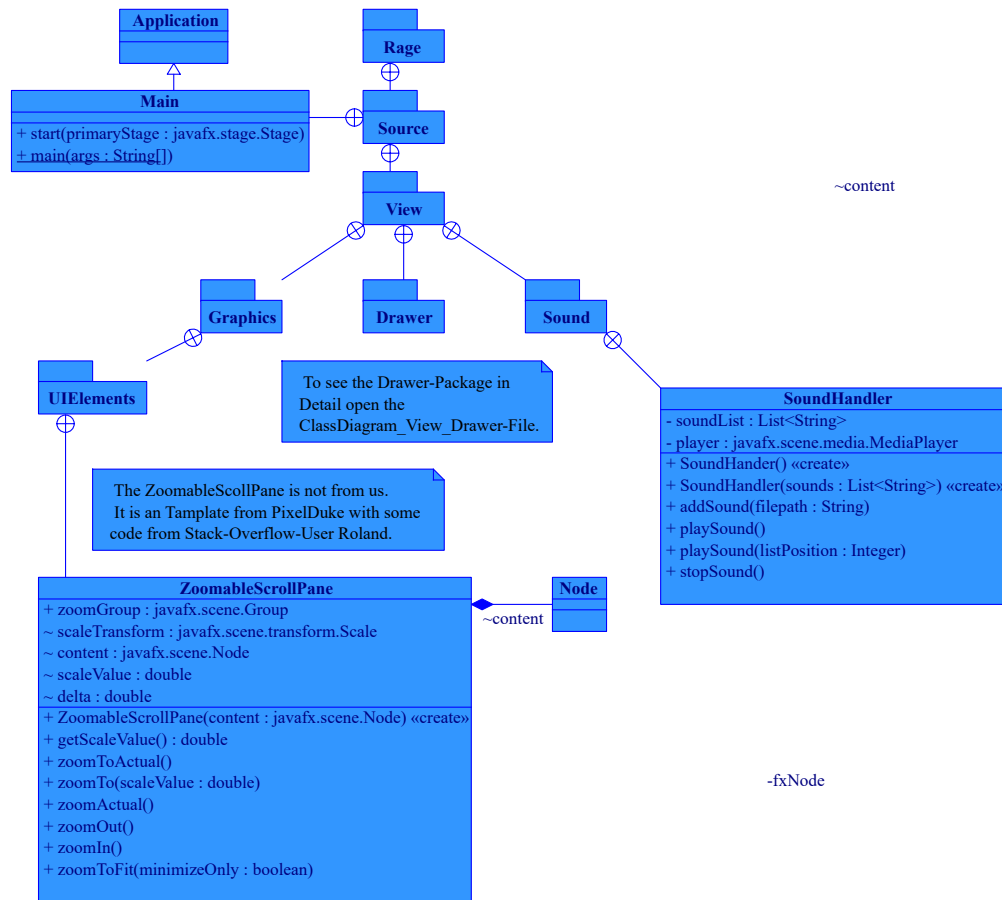 Application
Rage
Main
+ start(primaryStage : javafx.stage.Stage)
+ main(args : String[])
Source
View
~content
Graphics
Drawer
Sound
UIElements
To see the Drawer-Package in
Detail open the
ClassDiagram_View_Drawer-File.
SoundHandler
- soundList : List<String>
- player : javafx.scene.media.MediaPlayer
+ SoundHander() «create»
+ SoundHandler(sounds : List<String>) «create»
+ addSound(filepath : String)
+ playSound()
+ playSound(listPosition : Integer)
+ stopSound()
The ZoomableScollPane is not from us.
It is an Tamplate from PixelDuke with some
code from Stack-Overflow-User Roland.
ZoomableScrollPane
+ zoomGroup : javafx.scene.Group
~ scaleTransform : javafx.scene.transform.Scale
~ content : javafx.scene.Node
~ scaleValue : double
~ delta : double
+ ZoomableScrollPane(content : javafx.scene.Node) «create»
+ getScaleValue() : double
+ zoomToActual()
+ zoomTo(scaleValue : double)
+ zoomActual()
+ zoomOut()
+ zoomIn()
+ zoomToFit(minimizeOnly : boolean)
Node
~content
-fxNode